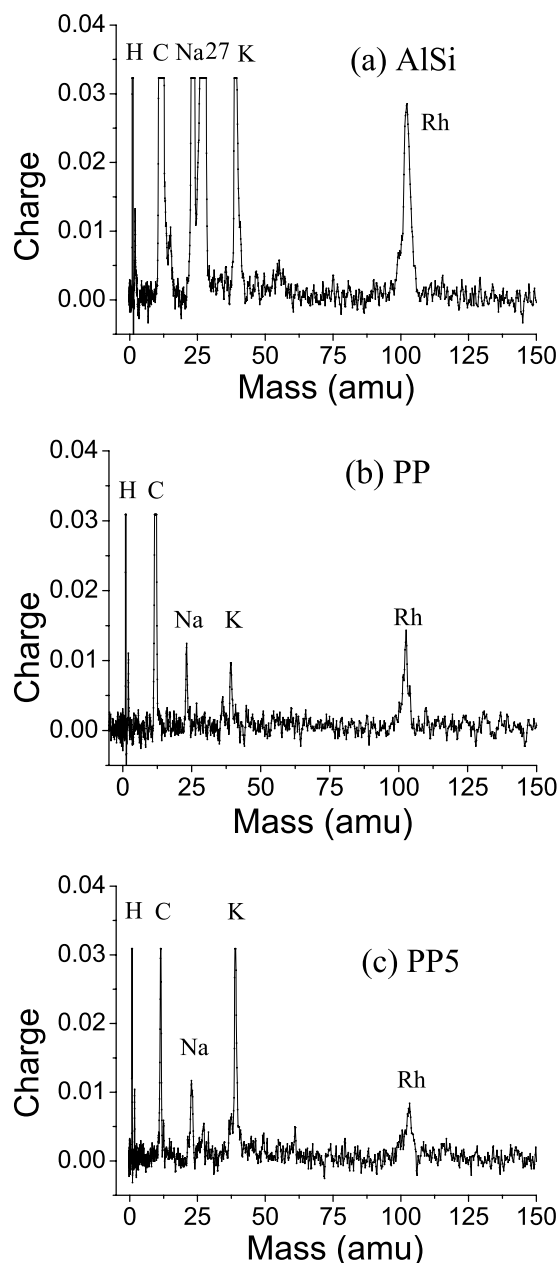 0.04
H C Na 27 K
(a) AlSi
0.03
Rh
0.02
0.01
0.00
Charge
0 25 50 75 100 125 150
Mass (amu)
0.04
H C
(b) PP
0.03
0.02
Na K Rh
0.01
0.00
Charge
0 25 50 75 100 125 150
Mass (amu)
0.04
H C K
(c) PP5
0.03
0.02
Na
Rh
0.01
0.00
Charge
0 25 50 75 100 125 150
Mass (amu)